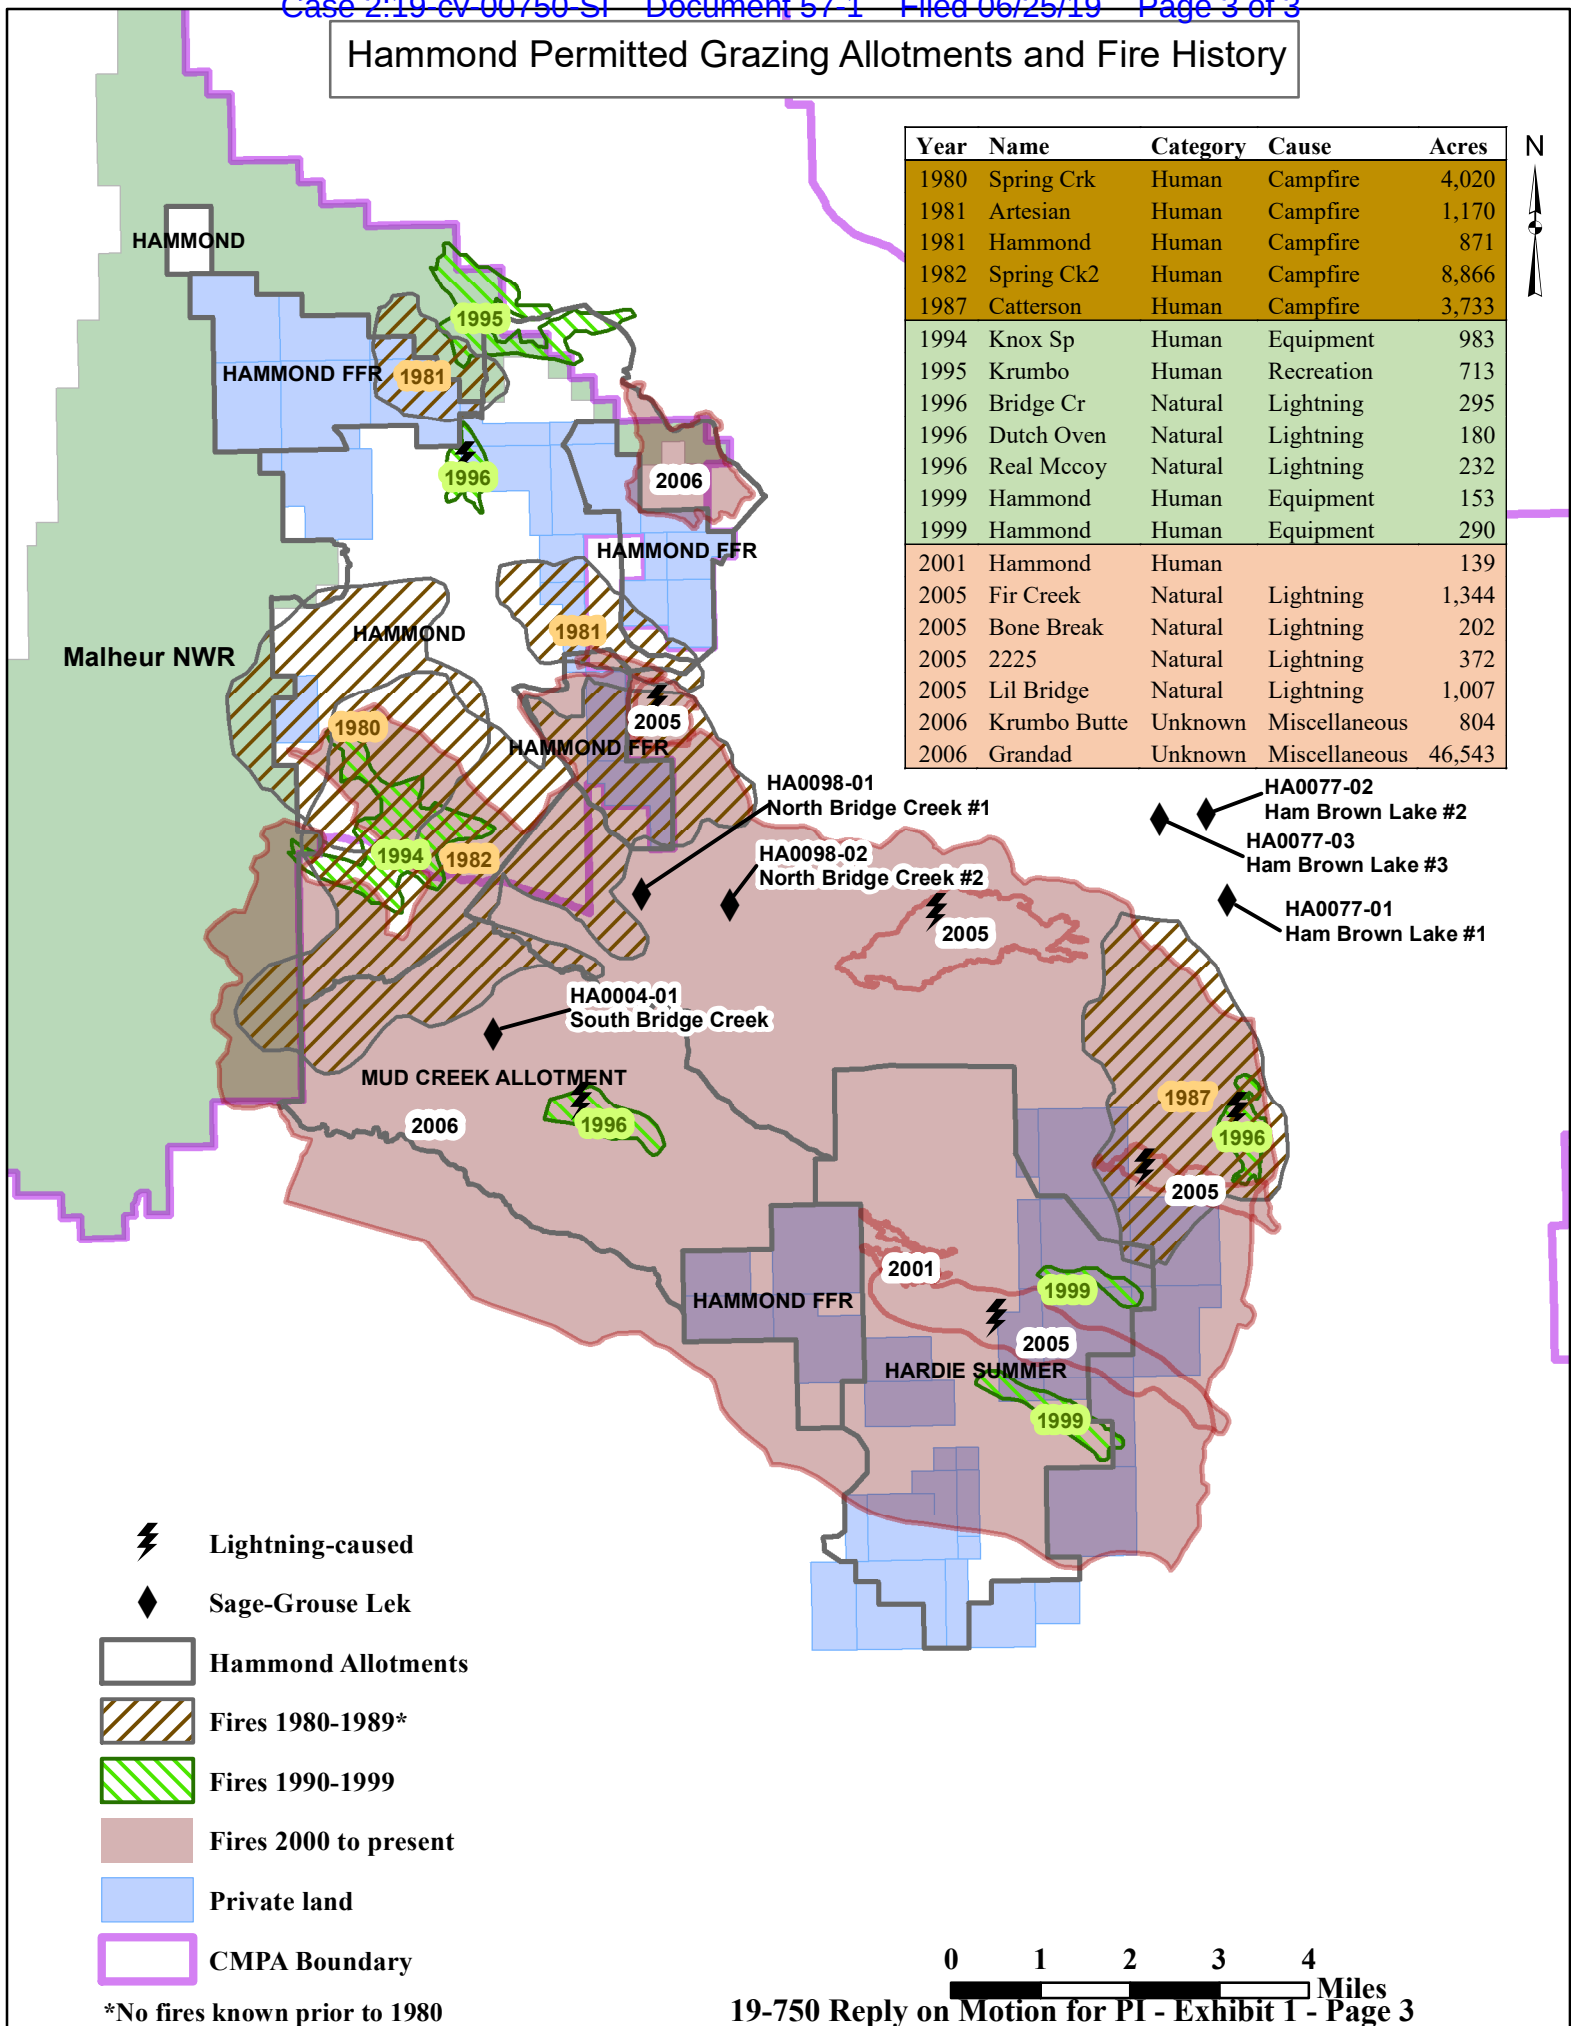 Case 2:19-cv-00750-SI Document 57-1 Filed 06/25/19 Page 3 of 3
Hammond Permitted Grazing Allotments and Fire History
Year Name Category Cause Acres
1980 Spring Crk Human Campfire 4,020
1981 Artesian Human Campfire 1,170
1981 Hammond Human Campfire 871
1982 Spring Ck2 Human Campfire 8,866
1987 Catterson Human Campfire 3,733
1994 Knox Sp Human Equipment 983
1995 Krumbo Human Recreation 713
1996 Bridge Cr Natural Lightning 295
1996 Dutch Oven Natural Lightning 180
1996 Real Mccoy Natural Lightning 232
1999 Hammond Human Equipment 153
1999 Hammond Human Equipment 290
2001 Hammond Human 139
2005 Fir Creek Natural Lightning 1,344
2005 Bone Break Natural Lightning 202
2005 2225 Natural Lightning 372
2005 Lil Bridge Natural Lightning 1,007
2006 Krumbo Butte Unknown Miscellaneous 804
2006 Grandad Unknown Miscellaneous 46,543
N
HAMMOND
1995
HAMMOND FFR
1981
1996
2006
HAMMOND FFR
1981
HAMMOND
Malheur NWR
1980
2005
HAMMOND FFR
HA0098-01
North Bridge Creek #1
HA0077-02
Ham Brown Lake #2
HA0077-03
Ham Brown Lake #3
1994
1982
HA0098-02
North Bridge Creek #2
HA0077-01
Ham Brown Lake #1
2005
HA0004-01
South Bridge Creek
MUD CREEK ALLOTMENT
2006
1996
1987
1996
2005
2001
HAMMOND FFR
1999
2005
HARDIE SUMMER
1999
Lightning-caused
Sage-Grouse Lek
Hammond Allotments
Fires 1980-1989*
Fires 1990-1999
Fires 2000 to present
Private land
CMPA Boundary
*No fires known prior to 1980
0 1 2 3 4
Miles
19-750 Reply on Motion for PI - Exhibit 1 - Page 3